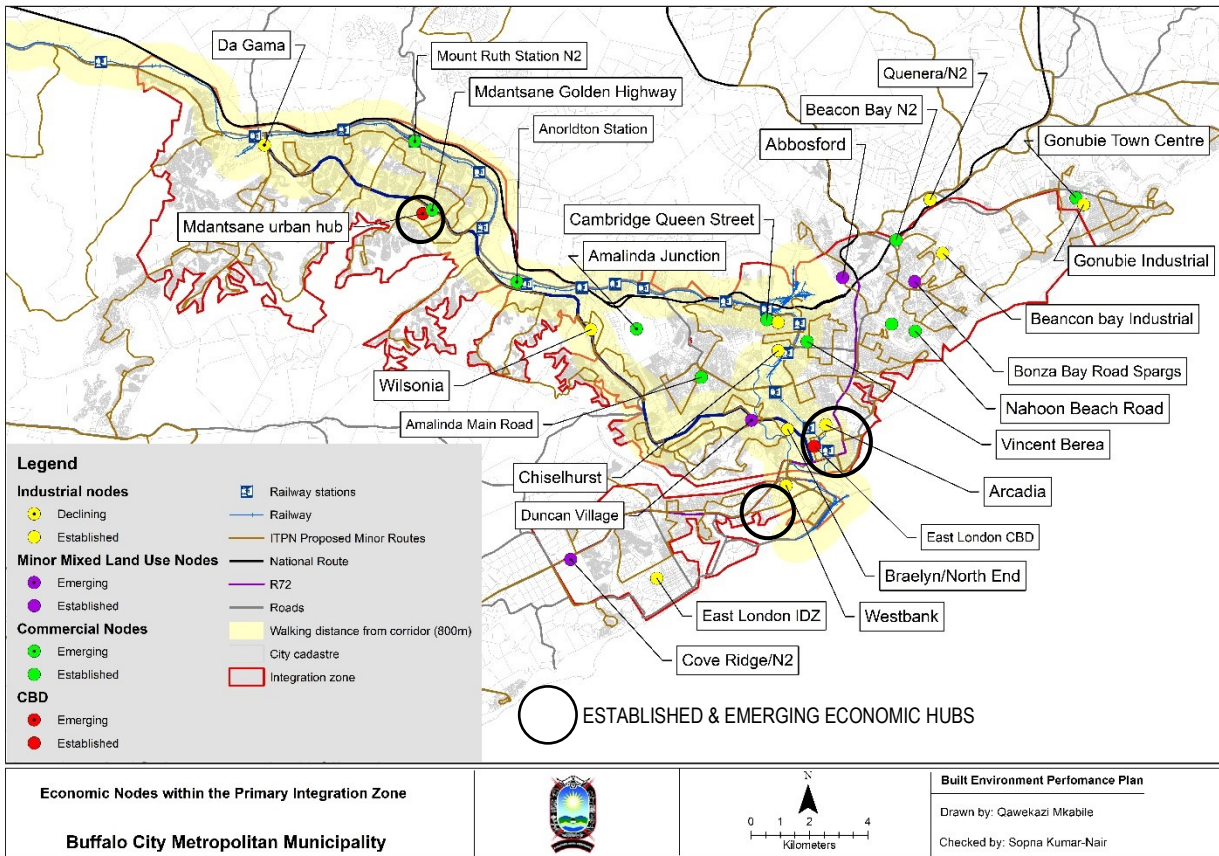 Da Gama
Mount Ruth Station N2
Mdantsane Golden Highway
Anorldton Station
Quenera/N2
Beacon Bay N2
Abbosford
Gonubie Town Centre
Cambridge Queen Street
Mdantsane urban hub
Amalinda Junction
Gonubie Industrial
Beancon bay Industrial
Wilsonia
Bonza Bay Road Spargs
Amalinda Main Road
Nahoon Beach Road
Vincent Berea
Chiselhurst
Arcadia
Duncan Village
East London CBD
Braelyn/North End
East London IDZ
Westbank
Cove Ridge/N2
Legend
Industrial nodes
Declining
Established
Minor Mixed Land Use Nodes
Emerging
Established
Commercial Nodes
Emerging
Established
CBD
Emerging
Established
Railway stations
Railway
ITPN Proposed Minor Routes
National Route
R72
Roads
Walking distance from corridor (800m)
City cadastre
Integration zone
ESTABLISHED & EMERGING ECONOMIC HUBS
Economic Nodes within the Primary Integration Zone
Buffalo City Metropolitan Municipality
N
0 1 2 4
Kilometers
Built Environment Perfomance Plan
Drawn by: Qawekazi Mkabile
Checked by: Sopna Kumar-Nair